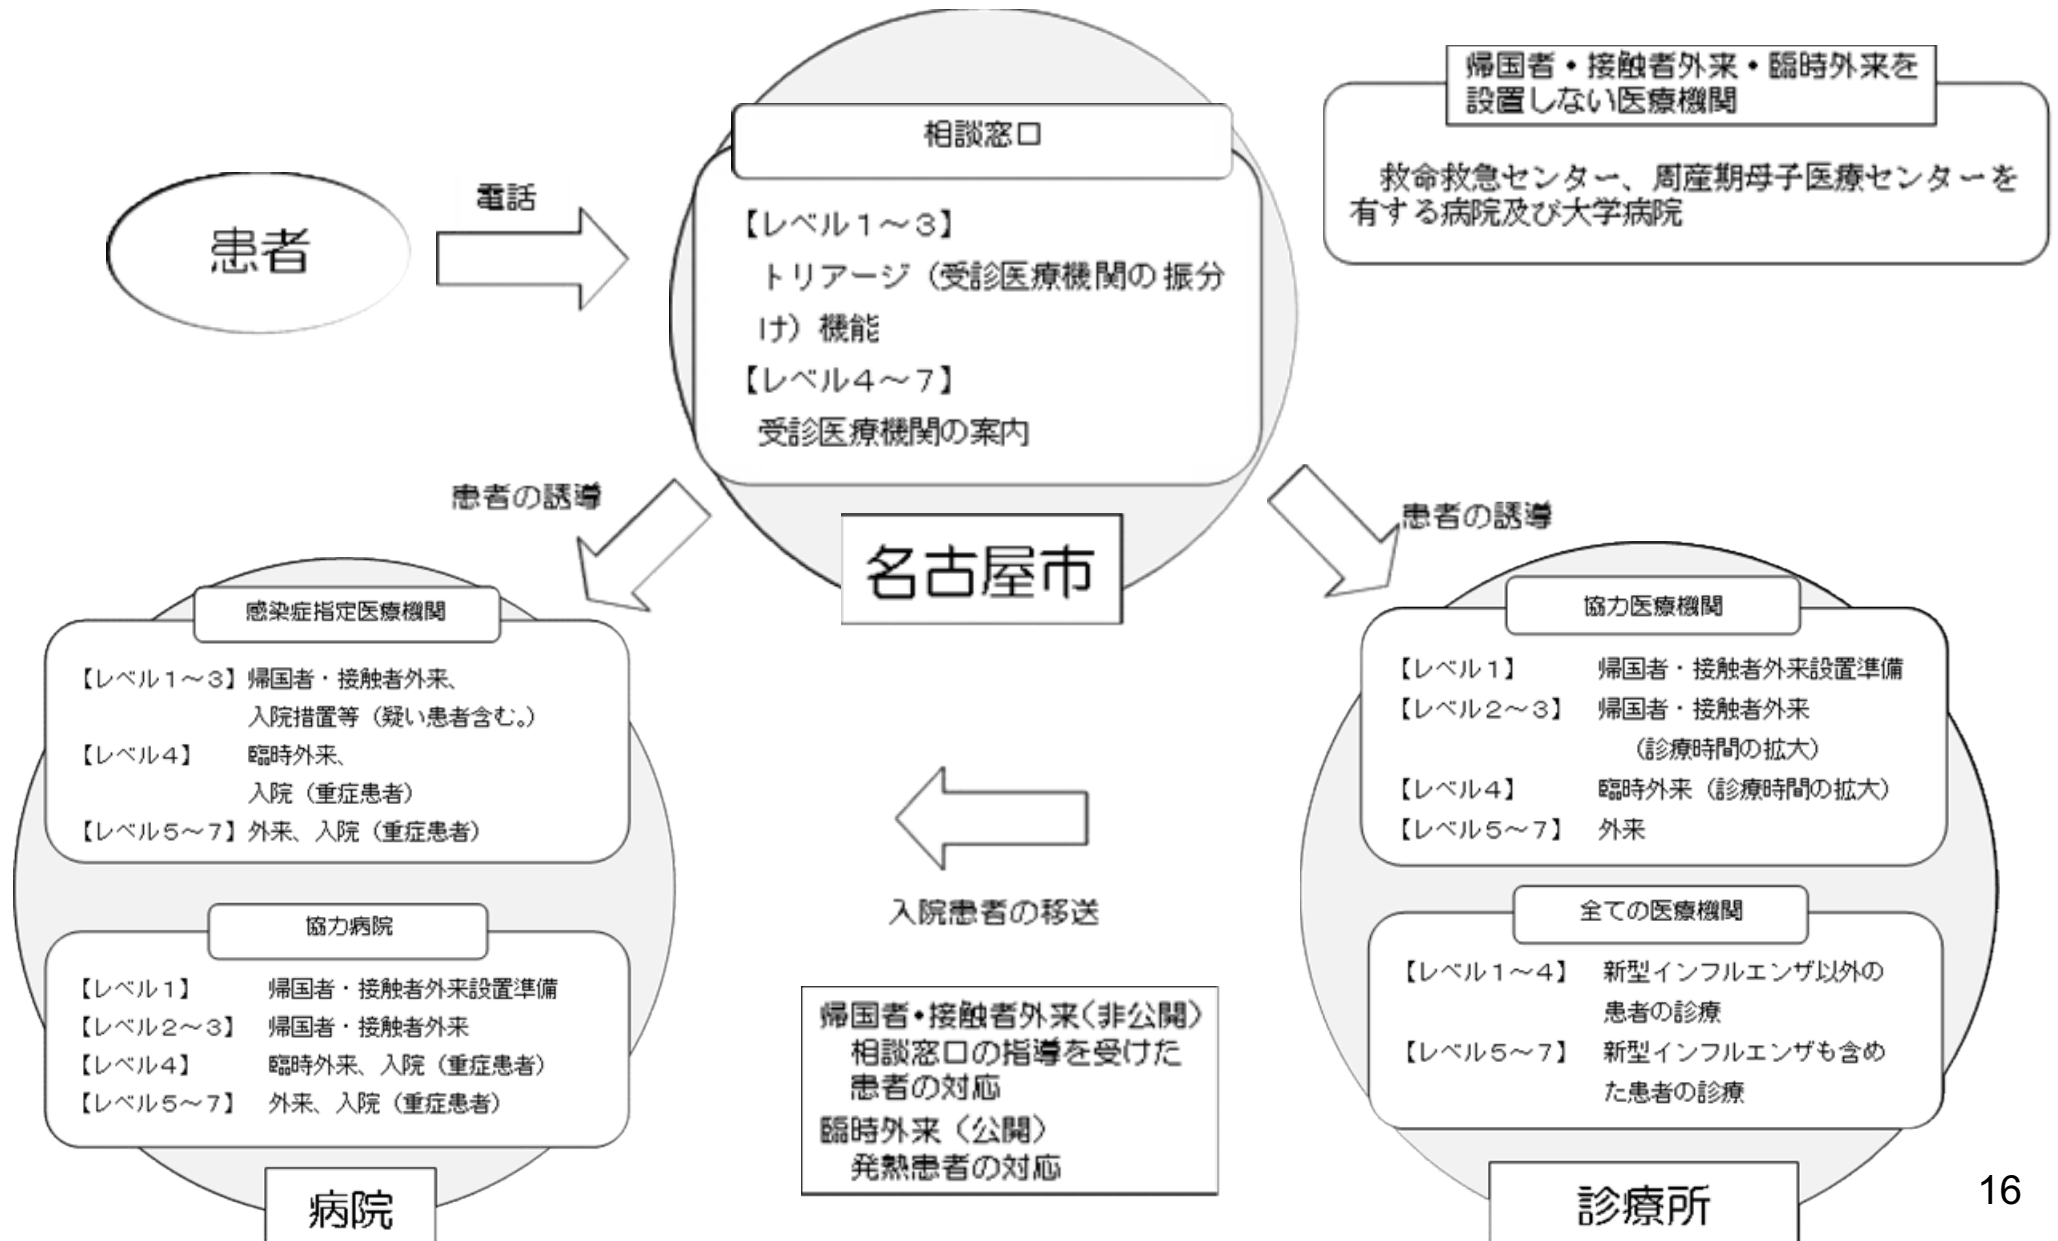 患者
電話
相談窓口
【レベル1～3】
トリアージ（受診医療機関の振分
け）機能
【レベル4～7】
受診医療機関の案内
名古屋市
帰国者・接触者外来・臨時外来を
設置しない医療機関
救命救急センター、周産期母子医療センターを
有する病院及び大学病院
患者の誘導
患者の誘導
感染症指定医療機関
【レベル1～3】帰国者・接触者外来、
入院措置等（疑い患者含む。）
【レベル4】 臨時外来、
入院（重症患者）
【レベル5～7】外来、入院（重症患者）
協力病院
【レベル1】 帰国者・接触者外来設置準備
【レベル2～3】 帰国者・接触者外来
【レベル4】 臨時外来、入院（重症患者）
【レベル5～7】 外来、入院（重症患者）
病院
入院患者の移送
帰国者・接触者外来（非公開）
相談窓口の指導を受けた
患者の対応
臨時外来（公開）
発熱患者の対応
協力医療機関
【レベル1】 帰国者・接触者外来設置準備
【レベル2～3】 帰国者・接触者外来
（診療時間の拡大）
【レベル4】 臨時外来（診療時間の拡大）
【レベル5～7】 外来
全ての医療機関
【レベル1～4】 新型インフルエンザ以外の
患者の診療
【レベル5～7】 新型インフルエンザも含め
た患者の診療
診療所
16